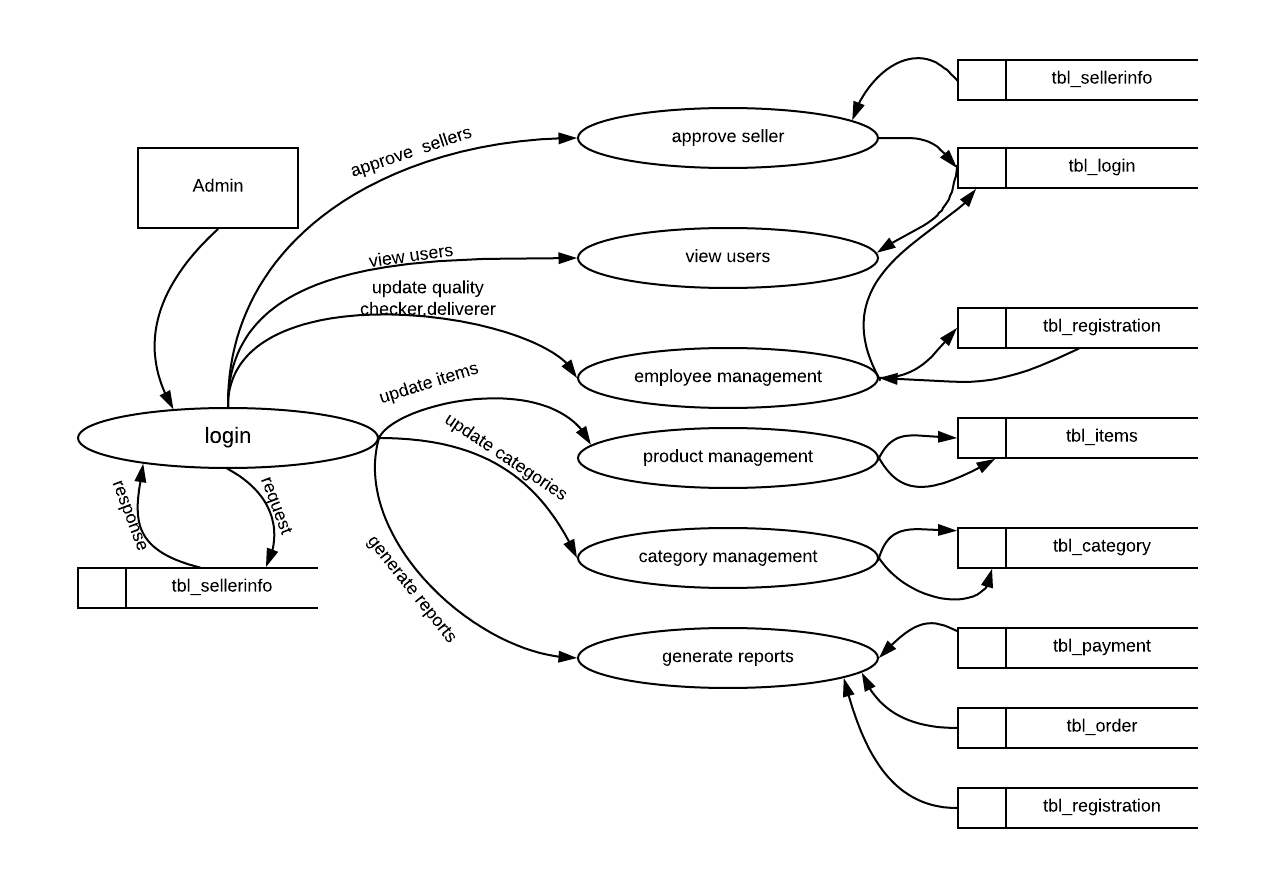 tbl_sellerinfo
approve seller
approve  sellers
tbl_login
Admin
view users
view users
update quality
checker,deliverer
tbl_registration
employee management
update items
login
update categories
product management
tbl_items
response
request
generate reports
category management
tbl_category
tbl_sellerinfo
generate reports
tbl_payment
tbl_order
tbl_registration